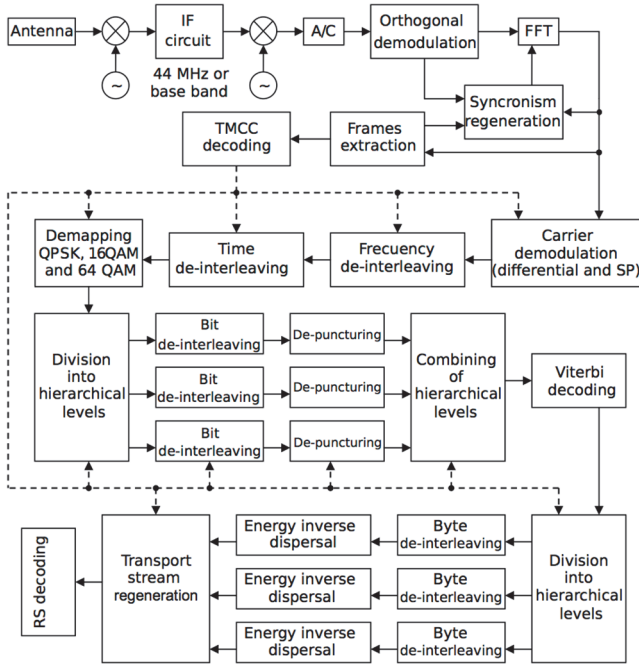 Antenna
IF
circuit
44 MHz or
base band
~
~
A/C
Orthogonal
demodulation
FFT
Syncronism
regeneration
TMCC
decoding
Frames
extraction
Demapping
QPSK, 16QAM
and 64 QAM
Time
de-interleaving
Frecuency
de-interleaving
Carrier
demodulation
(differential and SP)
Division
into
hierarchical
levels
Bit
de-interleaving
De-puncturing
Bit
de-interleaving
De-puncturing
Bit
de-interleaving
De-puncturing
Combining
of
hierarchical
levels
Viterbi
decoding
RS decoding
Transport
stream
regeneration
Energy inverse
dispersal
Byte
de-interleaving
Energy inverse
dispersal
Byte
de-interleaving
Energy inverse
dispersal
Byte
de-interleaving
Division
into
hierarchical
levels